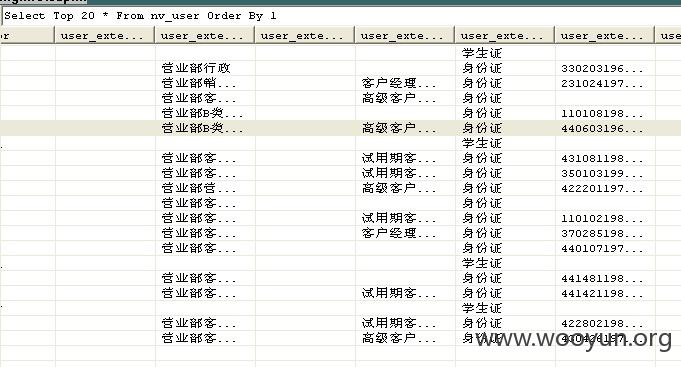 Select Top 20 * From nv_user Order By 1
or user_exte... user_exte... user_exte... user_exte... user_exte... user_exte... use
学生证
营业部行政 身份证 330203196...
营业部销... 客户经理... 身份证 231024197...
营业部客... 高级客户... 身份证
营业部B类... 身份证 110108198...
营业部B类... 高级客户... 身份证 440603196...
学生证
营业部客... 试用期客... 身份证 431081198...
营业部客... 试用期客... 身份证 350103199...
营业部营... 高级客户... 身份证 422201197...
营业部客... 身份证
营业部客... 试用期客... 身份证 110102198...
营业部客... 客户经理... 身份证 370285198...
营业部客... 身份证 440107197...
学生证
营业部客... 身份证 441481198...
营业部客... 试用期客... 身份证 441421198...
学生证
营业部客... 试用期客... 身份证 422802198...
营业部客... 高级客户... 身份证
www.wooyun.org